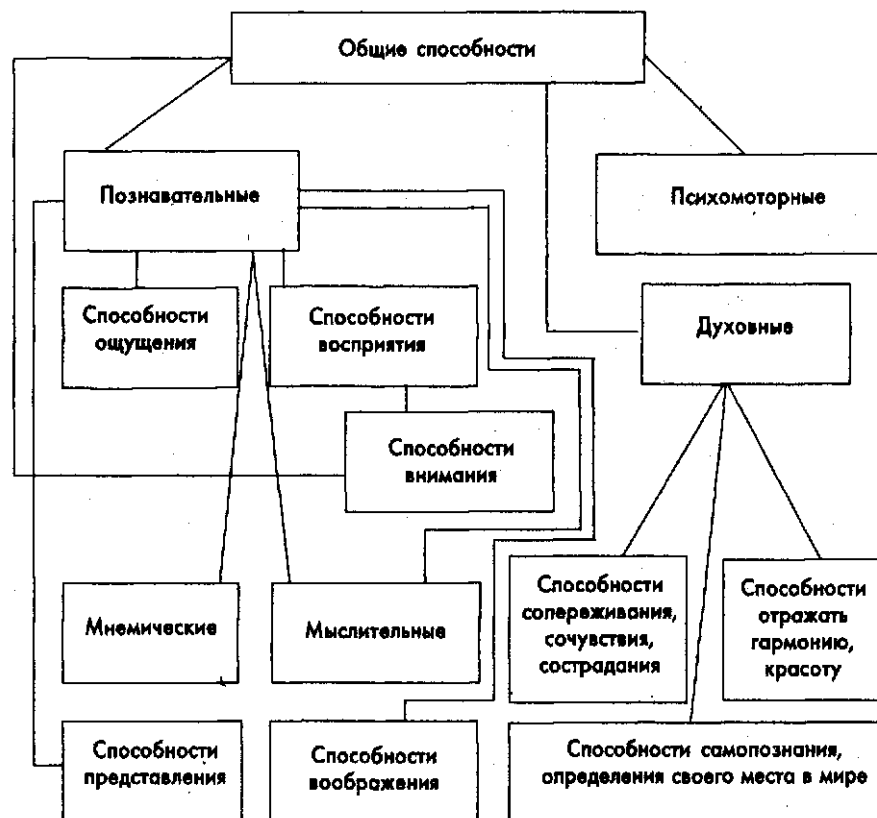 Общие способности
Познавательные
Психомоторные
Способности
ощущения
Способности
восприятия
Духовные
Способности
внимания
Мнемические
Мыслительные
Способности
сопереживания,
сочувствия,
сострадания
Способности
отражать
гармонию,
красоту
Способности
представления
Способности
воображения
Способности самопознания,
определения своего места в мире